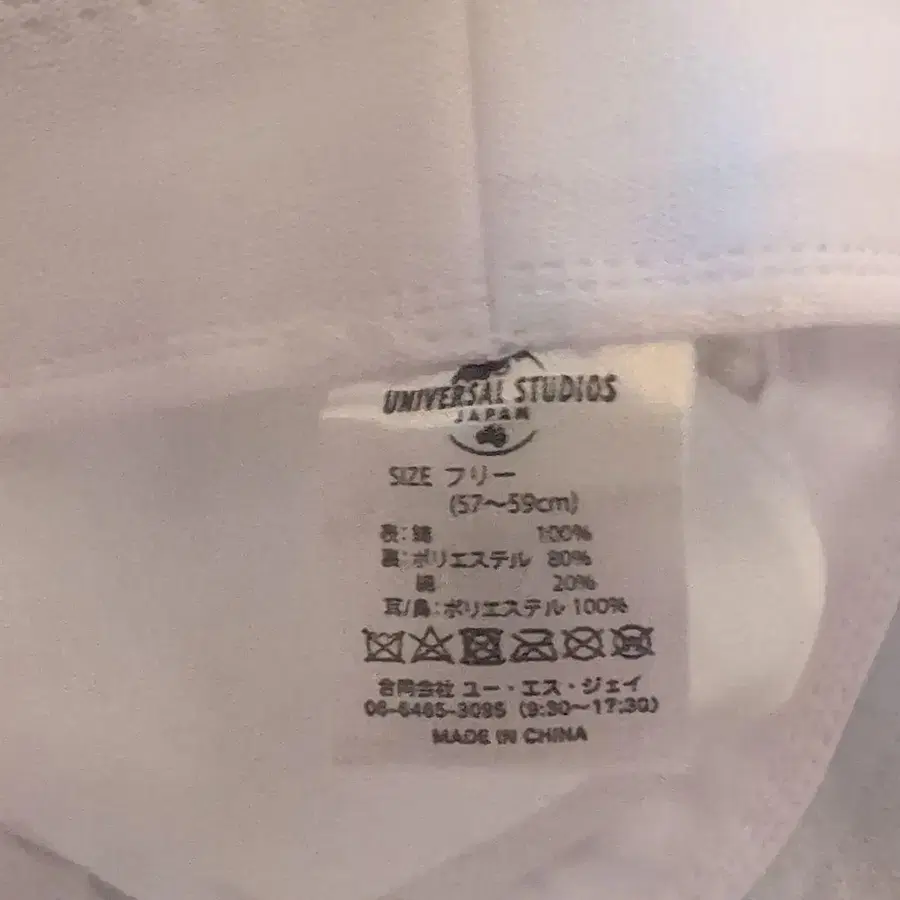 UNIVERSAL STUDIOS
JAPAN
SIZE フリー
(57〜59cm)
表:綿 100%
裏:ポリエステル 80%
綿 20%
耳/鼻:ポリエステル 100%
合同会社 ユー・エス・ジェイ
06-6465-3095 (9:30〜17:30)
MADE IN CHINA